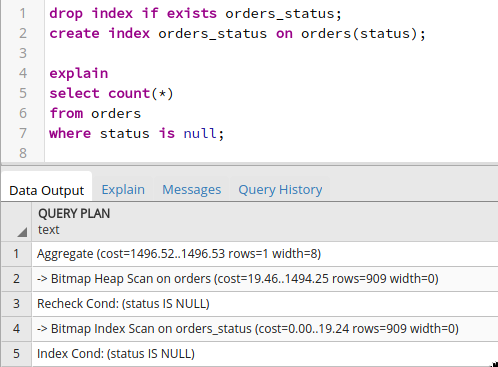 1 drop index if exists orders_status;
2 create index orders_status on orders(status);
3
4 explain
5 select count(*)
6 from orders
7 where status is null;
8
Data Output Explain Messages Query History
QUERY PLAN
text
1 Aggregate (cost=1496.52..1496.53 rows=1 width=8)
2 -> Bitmap Heap Scan on orders (cost=19.46..1494.25 rows=909 width=0)
3 Recheck Cond: (status IS NULL)
4 -> Bitmap Index Scan on orders_status (cost=0.00..19.24 rows=909 width=0)
5 Index Cond: (status IS NULL)